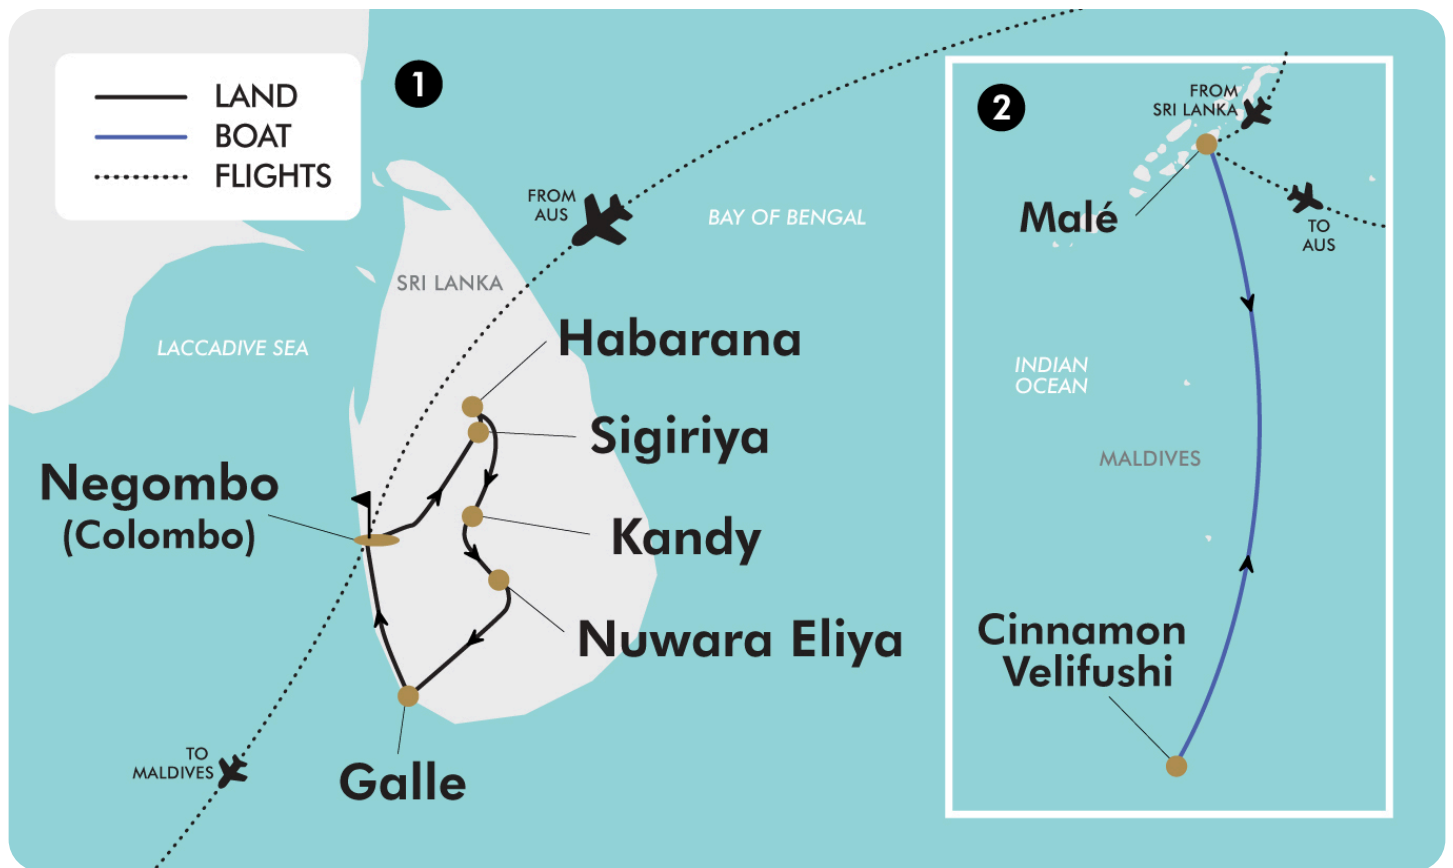 LAND
BOAT
FLIGHTS
1
FROM
AUS
BAY OF BENGAL
SRI LANKA
LACCADIVE SEA
Habarana
Sigiriya
Negombo
(Colombo)
Kandy
Nuwara Eliya
TO
MALDIVES
Galle
2
FROM
SRI LANKA
Malé
TO
AUS
INDIAN
OCEAN
MALDIVES
Cinnamon
Velifushi